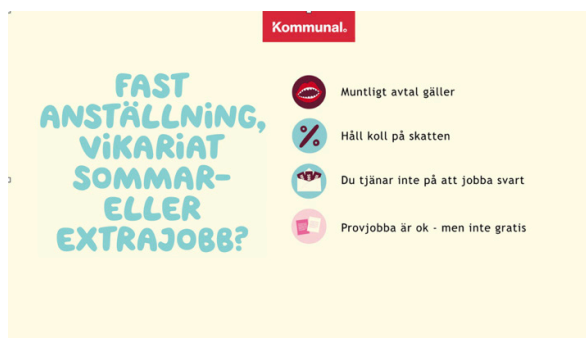 Kommunal.
FAST
ANSTÄLLNING,
VIKARIAT
SOMMAR-
ELLER
EXTRAJOBB?
Muntligt avtal gäller
Håll koll på skatten
Du tjänar inte på att jobba svart
Provjobba är ok - men inte gratis